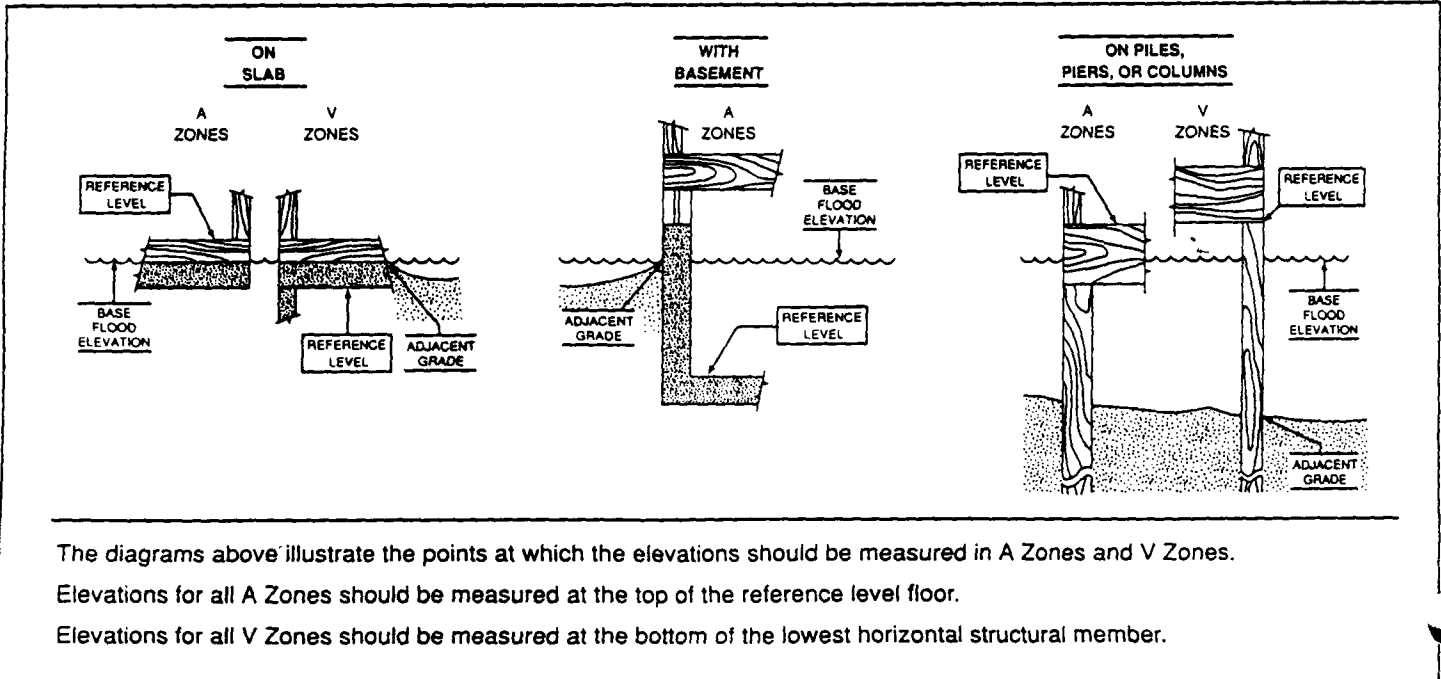 ON
SLAB
A
ZONES
V
ZONES
REFERENCE
LEVEL
BASE
FLOOD
ELEVATION
REFERENCE
LEVEL
ADJACENT
GRADE
WITH
BASEMENT
A
ZONES
BASE
FLOOD
ELEVATION
ADJACENT
GRADE
REFERENCE
LEVEL
ON PILES,
PIERS, OR COLUMNS
A
ZONES
V
ZONES
REFERENCE
LEVEL
REFERENCE
LEVEL
BASE
FLOOD
ELEVATION
ADJACENT
GRADE
The diagrams above illustrate the points at which the elevations should be measured in A Zones and V Zones.
Elevations for all A Zones should be measured at the top of the reference level floor.
Elevations for all V Zones should be measured at the bottom of the lowest horizontal structural member.